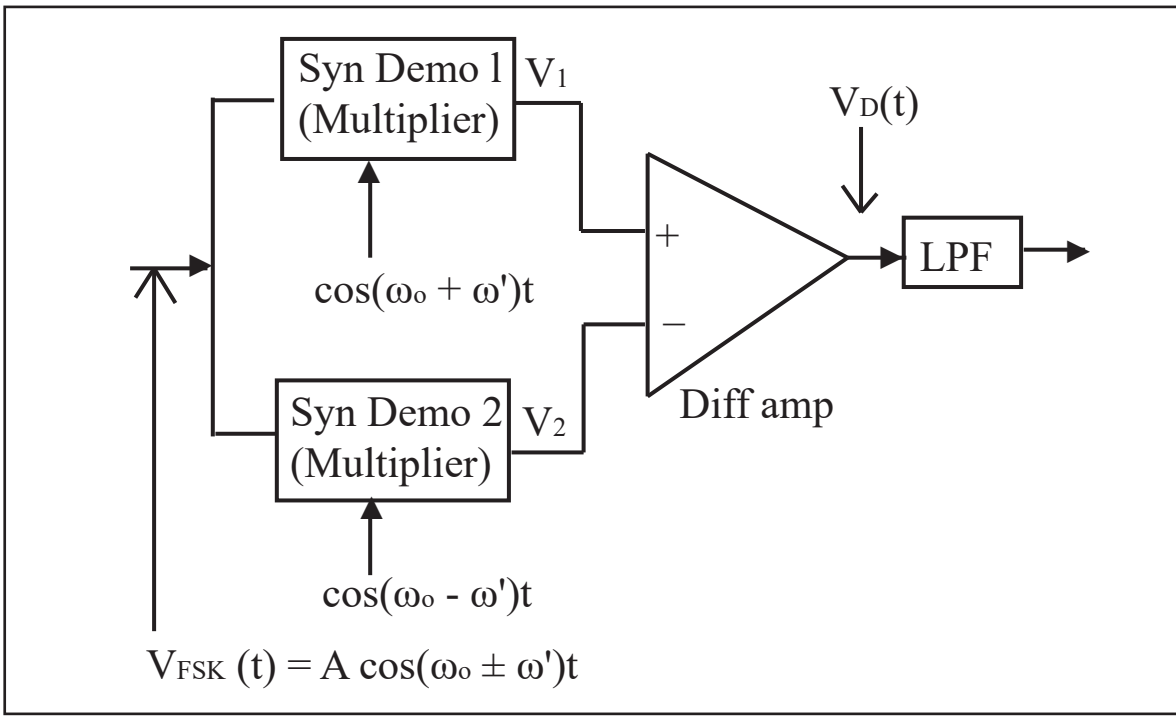 Syn Demo 1
(Multiplier)
V1
VD(t)
+
LPF
cos(ωo + ω')t
−
Diff amp
Syn Demo 2
(Multiplier)
V2
cos(ωo - ω')t
VFSK (t) = A cos(ωo ± ω')t